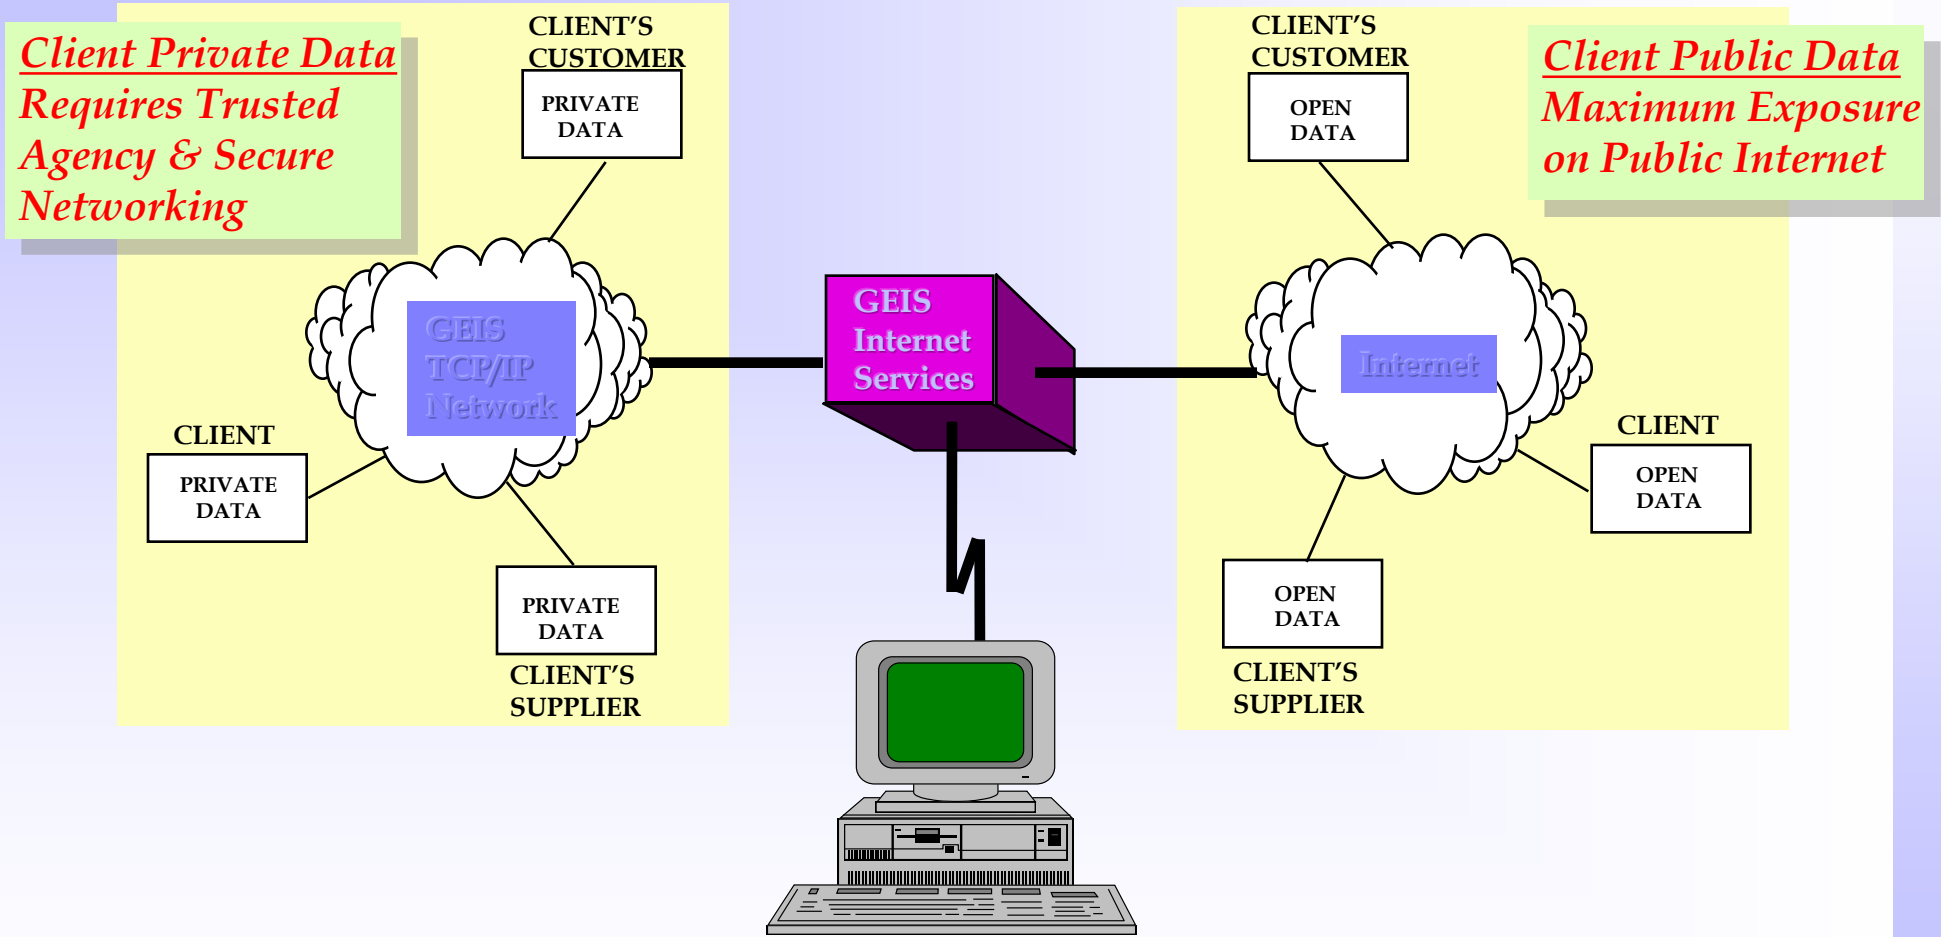 Client Private Data
Requires Trusted
Agency & Secure
Networking
CLIENT’S
CUSTOMER
PRIVATE
DATA
GEIS
TCP/IP
Network
CLIENT
PRIVATE
DATA
PRIVATE
DATA
CLIENT’S
SUPPLIER
GEIS
Internet
Services
CLIENT’S
CUSTOMER
OPEN
DATA
Client Public Data
Maximum Exposure
on Public Internet
Internet
CLIENT
OPEN
DATA
OPEN
DATA
CLIENT’S
SUPPLIER